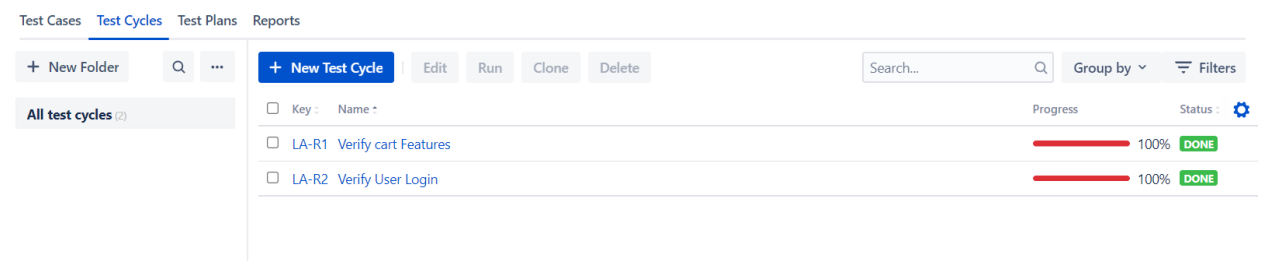 Test Cases Test Cycles Test Plans Reports
+ New Folder ... + New Test Cycle Edit Run Clone Delete Search... Group by Filters
All test cycles (2)
Key Name Progress Status
LA-R1 Verify cart Features 100% DONE
LA-R2 Verify User Login 100% DONE